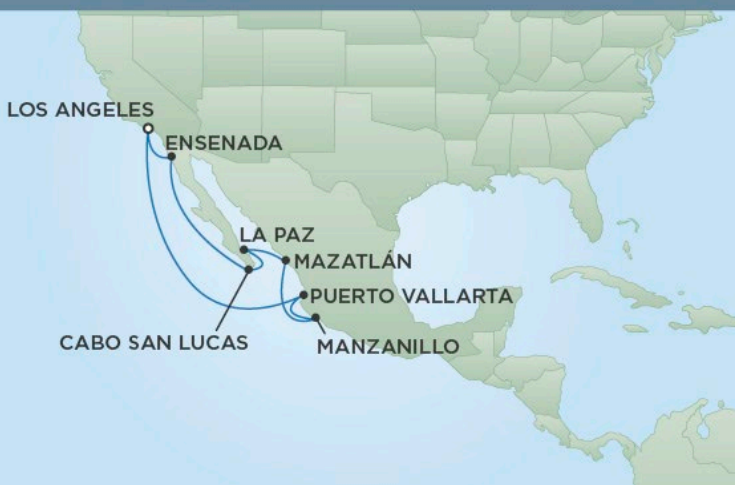 LOS ANGELES
ENSENADA
LA PAZ
MAZATLÁN
PUERTO VALLARTA
CABO SAN LUCAS
MANZANILLO